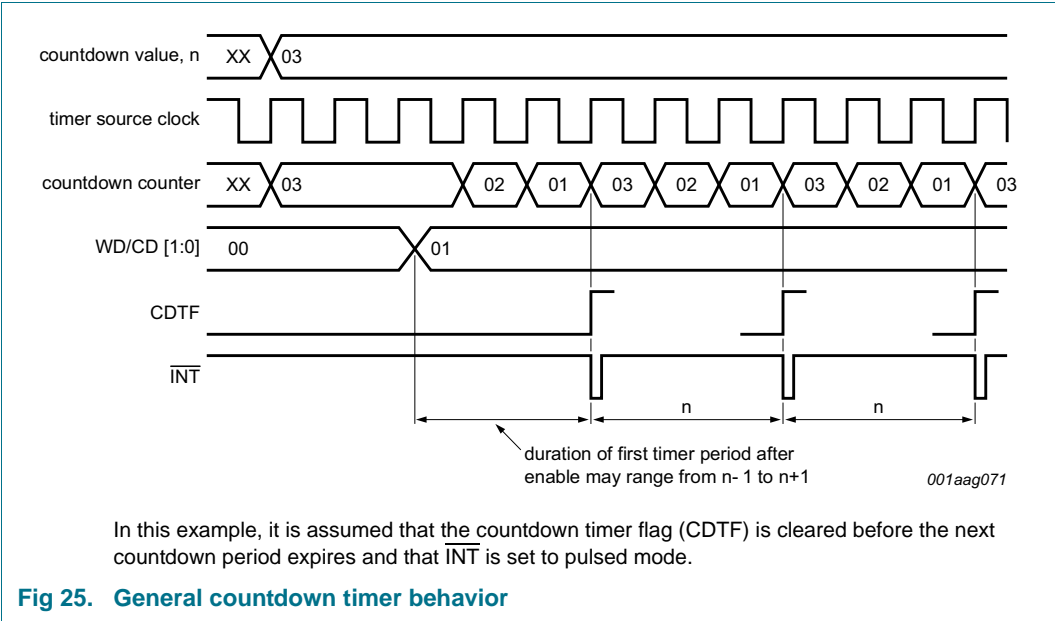 countdown value, n XX 03
timer source clock
countdown counter XX 03 02 01 03 02 01 03 02 01 03
WD/CD [1:0] 00 01
CDTF
INT
n n
duration of first timer period after
enable may range from n- 1 to n+1
001aag071
In this example, it is assumed that the countdown timer flag (CDTF) is cleared before the next
countdown period expires and that INT is set to pulsed mode.
Fig 25. General countdown timer behavior